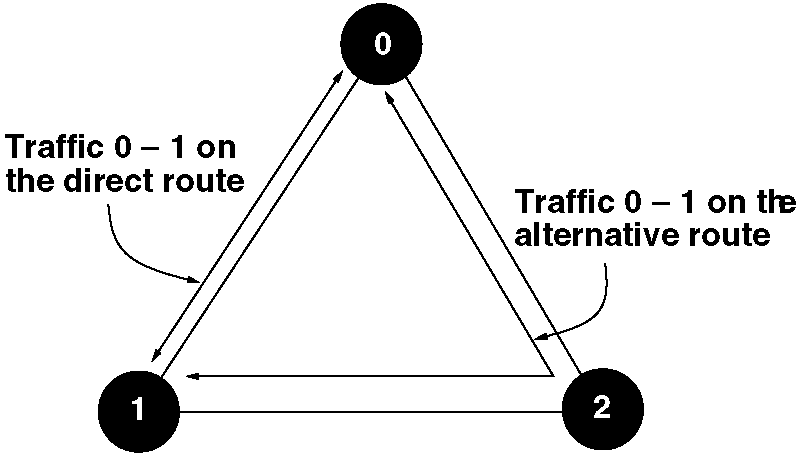 0
Traffic 0 – 1 on
the direct route
Traffic 0 – 1 on the
alternative route
1
2